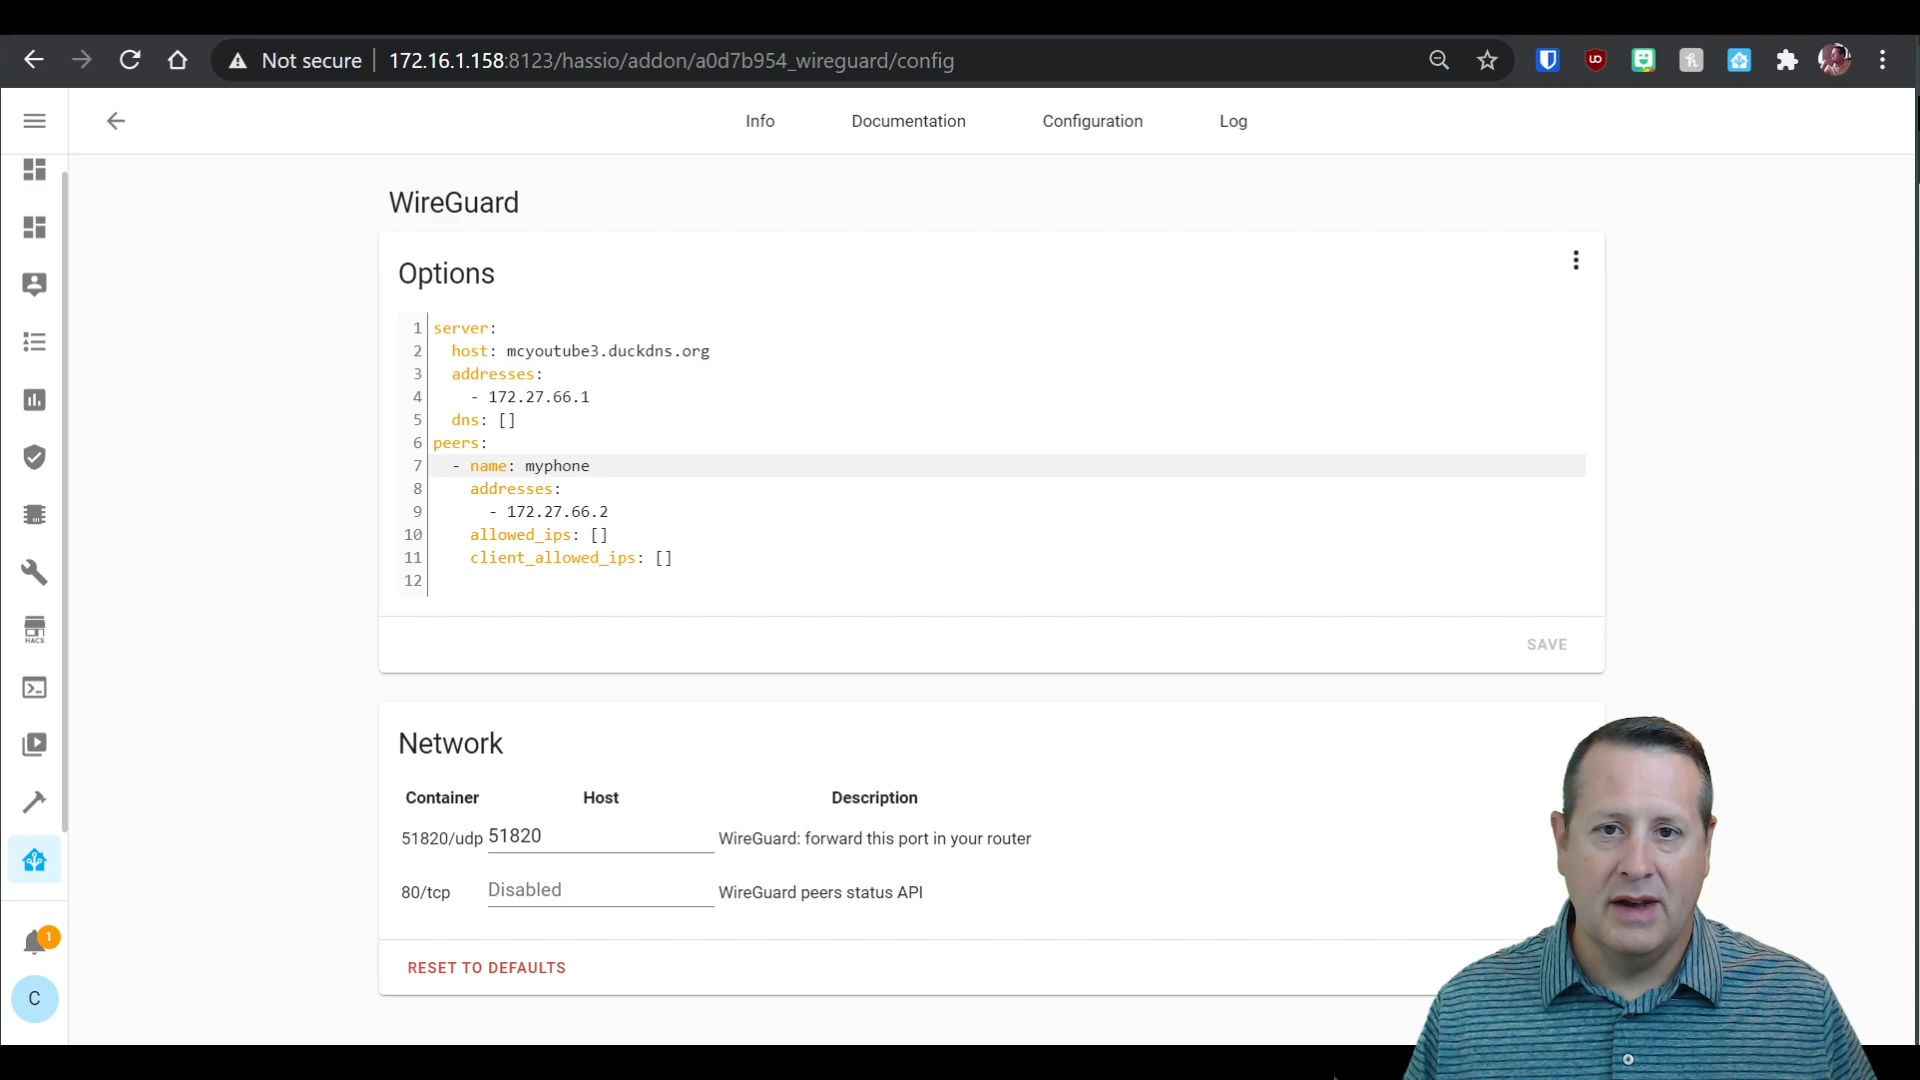 Not secure 172.16.1.158:8123/hassio/addon/a0d7b954_wireguard/config
Info Documentation Configuration Log
WireGuard
Options
1 server:
2 host: mcyoutube3.duckdns.org
3 addresses:
4 - 172.27.66.1
5 dns: []
6 peers:
7 - name: myphone
8 addresses:
9 - 172.27.66.2
10 allowed_ips: []
11 client_allowed_ips: []
12
SAVE
HACS
Network
Container Host Description
51820/udp 51820 WireGuard: forward this port in your router
80/tcp Disabled WireGuard peers status API
1
RESET TO DEFAULTS
C